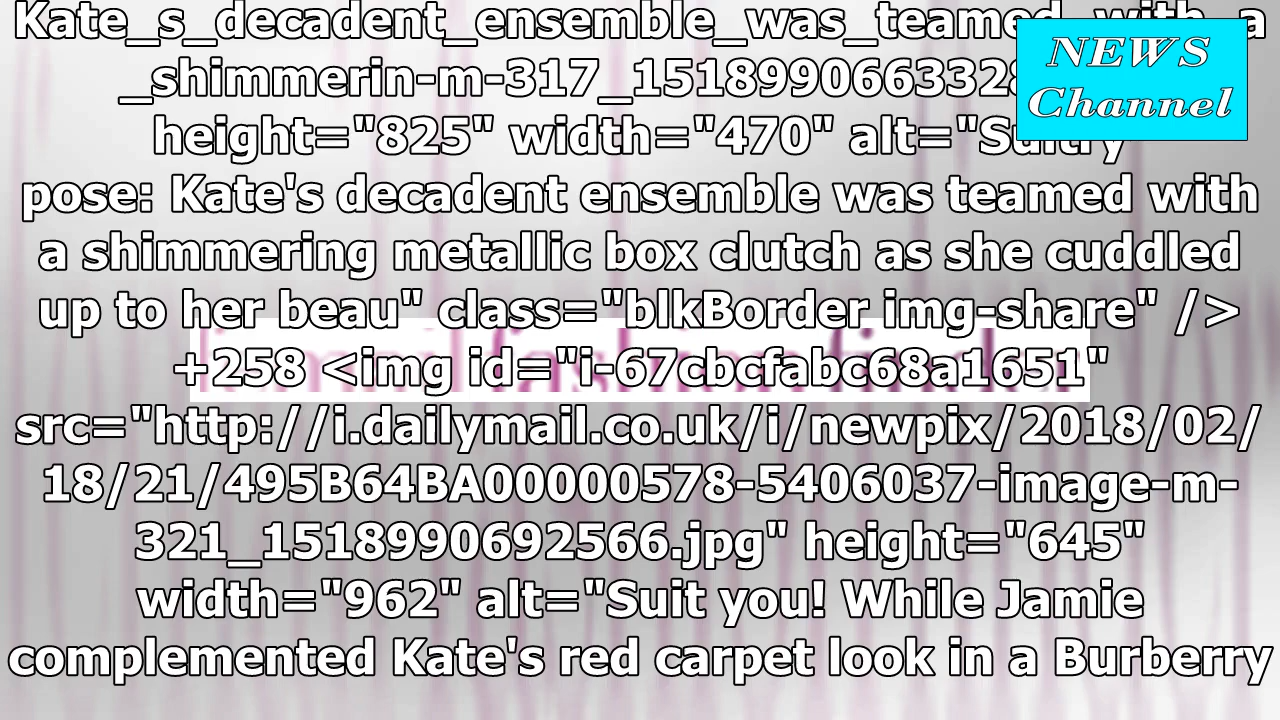 Kate_s_decadent_ensemble_was_teamed_with_a
_shimmerin-m-317_1518990663328
height="825" width="470" alt="Sultry
pose: Kate's decadent ensemble was teamed with
a shimmering metallic box clutch as she cuddled
up to her beau" class="blkBorder img-share" />
+258 <img id="i-67cbcfabc68a1651"
src="http://i.dailymail.co.uk/i/newpix/2018/02/
18/21/495B64BA00000578-5406037-image-m-
321_1518990692566.jpg" height="645"
width="962" alt="Suit you! While Jamie
complemented Kate's red carpet look in a Burberry
NEWS
Channel